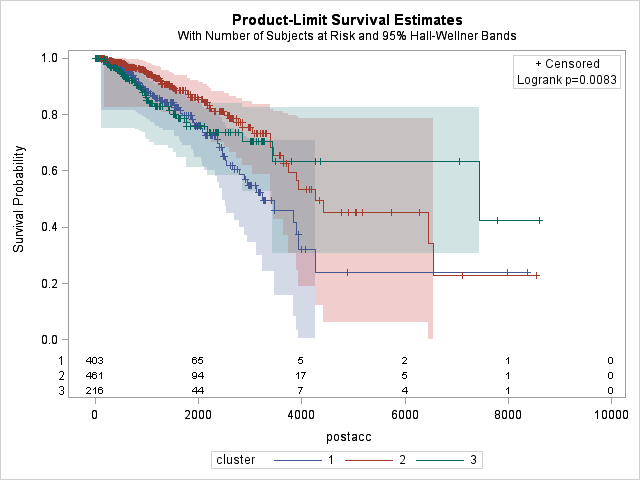 Product-Limit Survival Estimates
With Number of Subjects at Risk and 95% Hall-Wellner Bands
+ Censored
Logrank p=0.0083
Survival Probability
1.0
0.8
0.6
0.4
0.2
0.0
1 403 65 5 2 1 0
2 461 94 17 5 1 0
3 216 44 7 4 1 0
0 2000 4000 6000 8000 10000
postacc
cluster 1 2 3